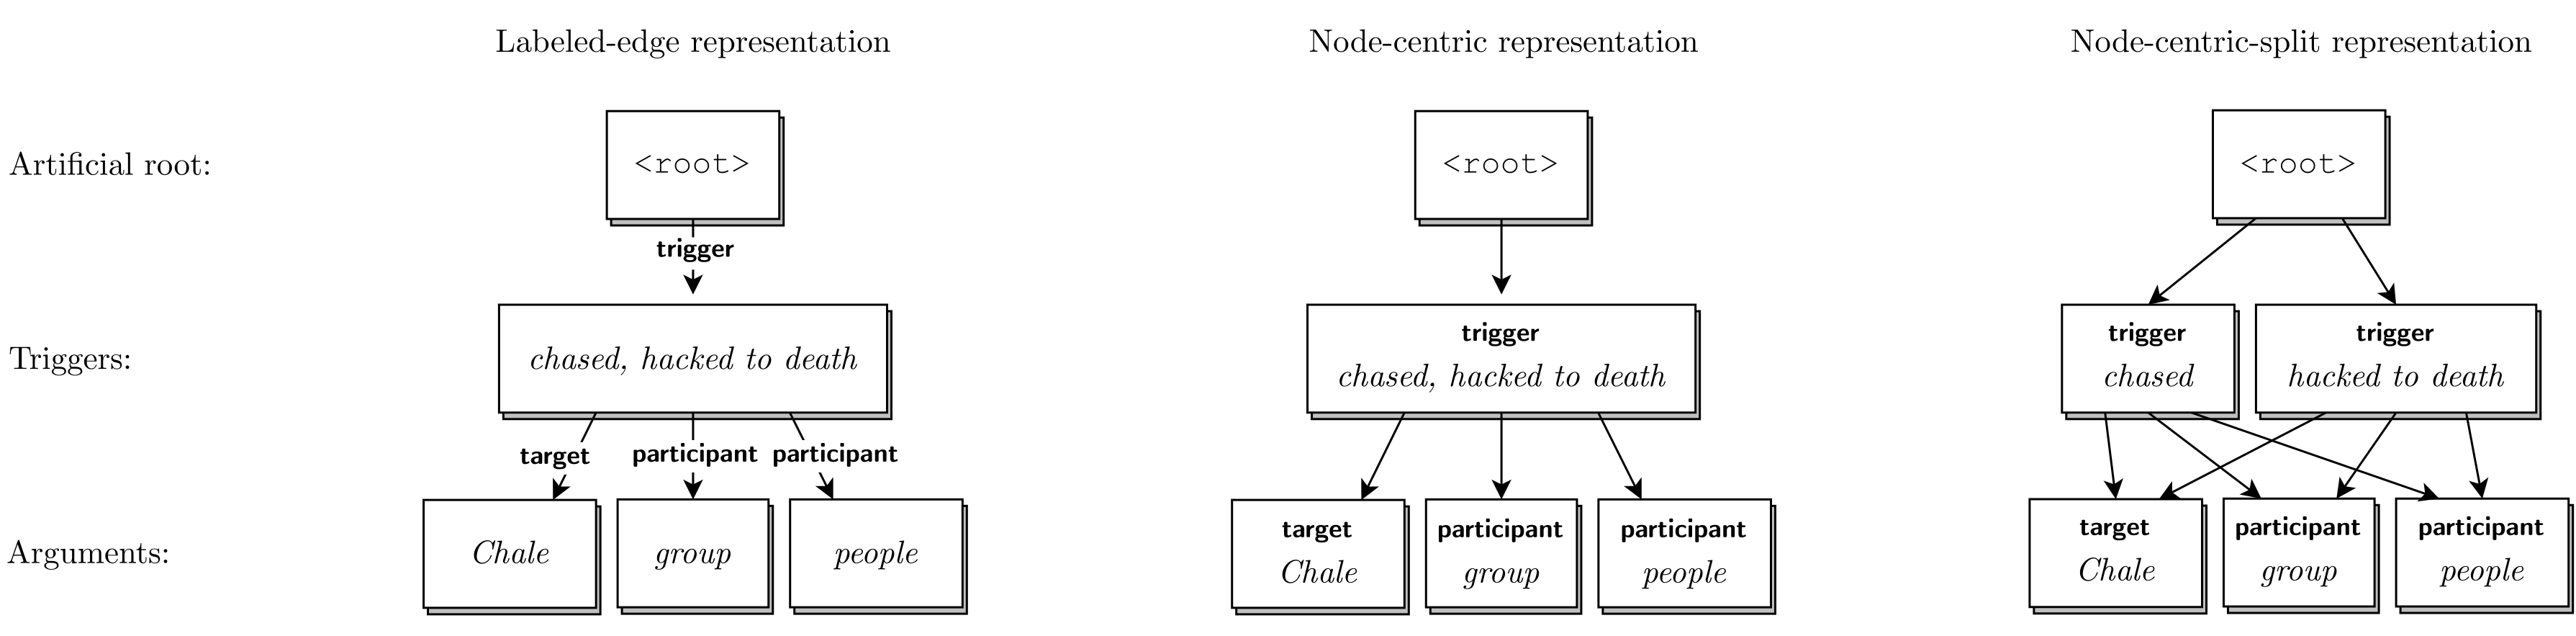 Labeled-edge representation
Node-centric representation
Node-centric-split representation
Artificial root:
<root>
<root>
<root>
trigger
Triggers:
chased, hacked to death
trigger
chased, hacked to death
trigger
chased
trigger
hacked to death
target
participant
participant
Arguments:
Chale
group
people
target
Chale
participant
group
participant
people
target
Chale
participant
group
participant
people